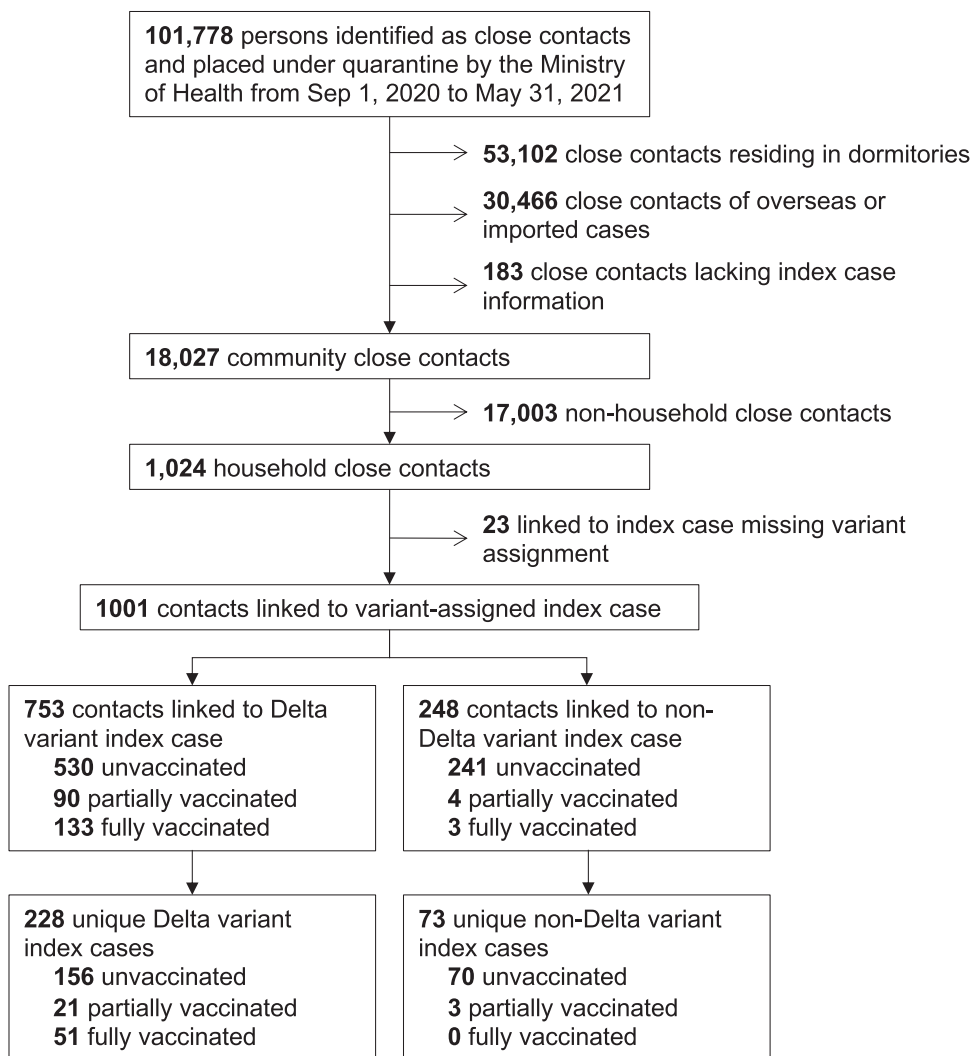 101,778 persons identified as close contacts
and placed under quarantine by the Ministry
of Health from Sep 1, 2020 to May 31, 2021
53,102 close contacts residing in dormitories
30,466 close contacts of overseas or
imported cases
183 close contacts lacking index case
information
18,027 community close contacts
17,003 non-household close contacts
1,024 household close contacts
23 linked to index case missing variant
assignment
1001 contacts linked to variant-assigned index case
753 contacts linked to Delta
variant index case
530 unvaccinated
90 partially vaccinated
133 fully vaccinated
248 contacts linked to non-
Delta variant index case
241 unvaccinated
4 partially vaccinated
3 fully vaccinated
228 unique Delta variant
index cases
156 unvaccinated
21 partially vaccinated
51 fully vaccinated
73 unique non-Delta variant
index cases
70 unvaccinated
3 partially vaccinated
0 fully vaccinated